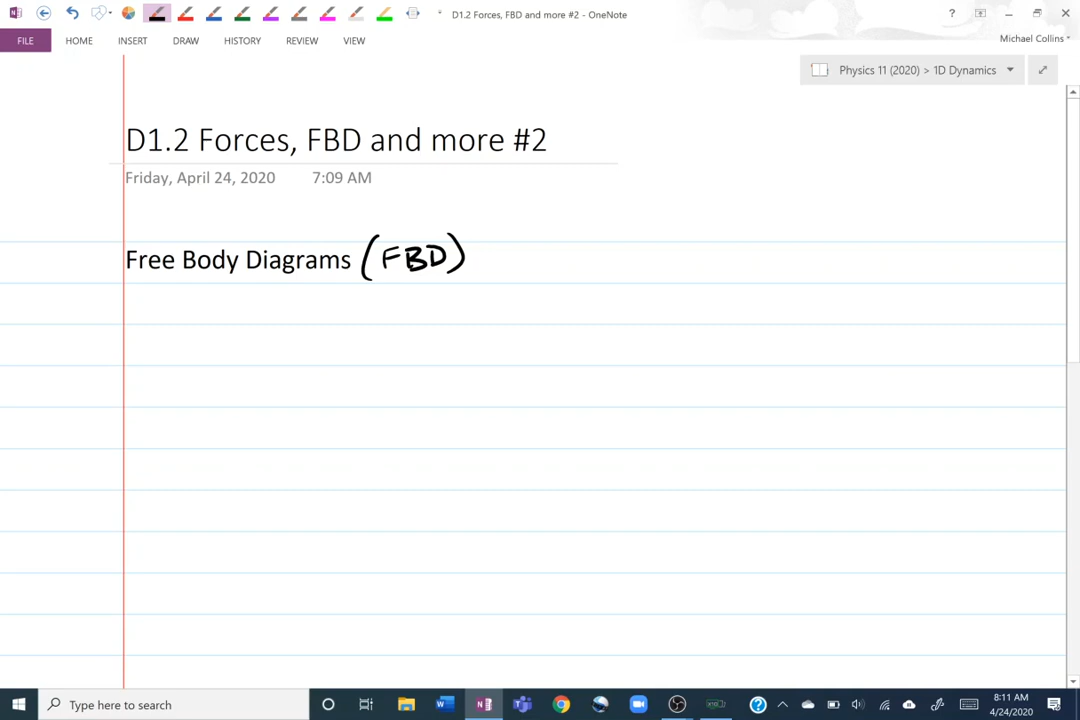 D1.2 Forces, FBD and more #2 - OneNote
?
Michael Collins
FILE HOME INSERT DRAW HISTORY REVIEW VIEW
Physics 11 (2020) > 1D Dynamics
D1.2 Forces, FBD and more #2
Friday, April 24, 2020 7:09 AM
Free Body Diagrams (FBD)
Type here to search
8:11 AM
4/24/2020